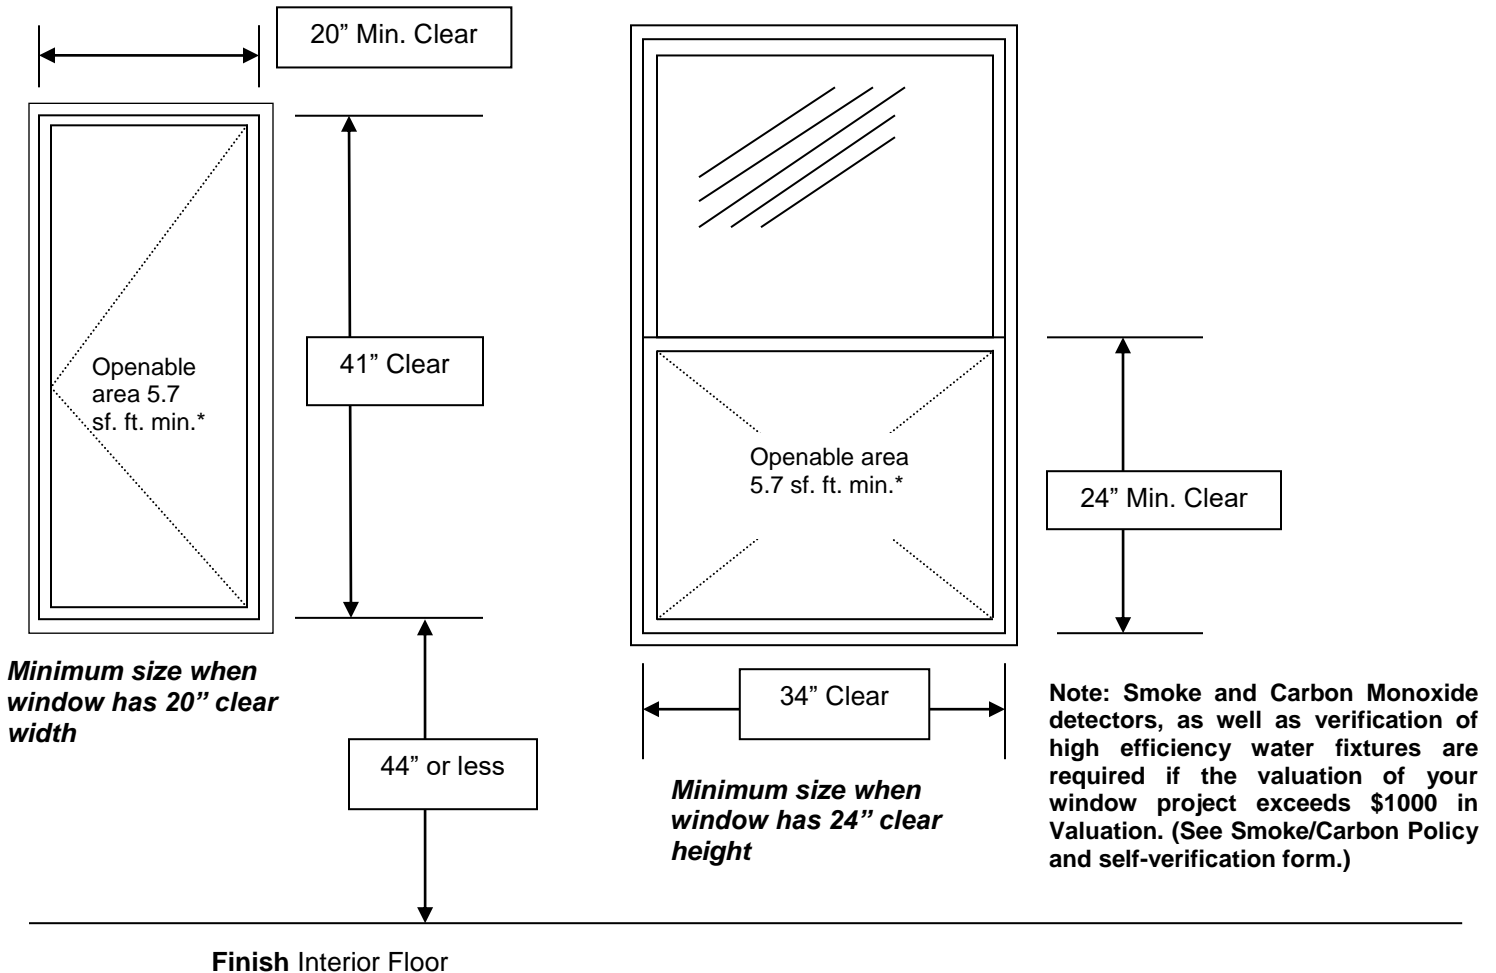 20” Min. Clear
41” Clear
Openable
area 5.7
sf. ft. min.*
Openable area
5.7 sf. ft. min.*
24” Min. Clear
Minimum size when
window has 20” clear
width
34” Clear
44” or less
Minimum size when
window has 24” clear
height
Note: Smoke and Carbon Monoxide
detectors, as well as verification of
high efficiency water fixtures are
required if the valuation of your
window project exceeds $1000 in
Valuation. (See Smoke/Carbon Policy
and self-verification form.)
Finish Interior Floor